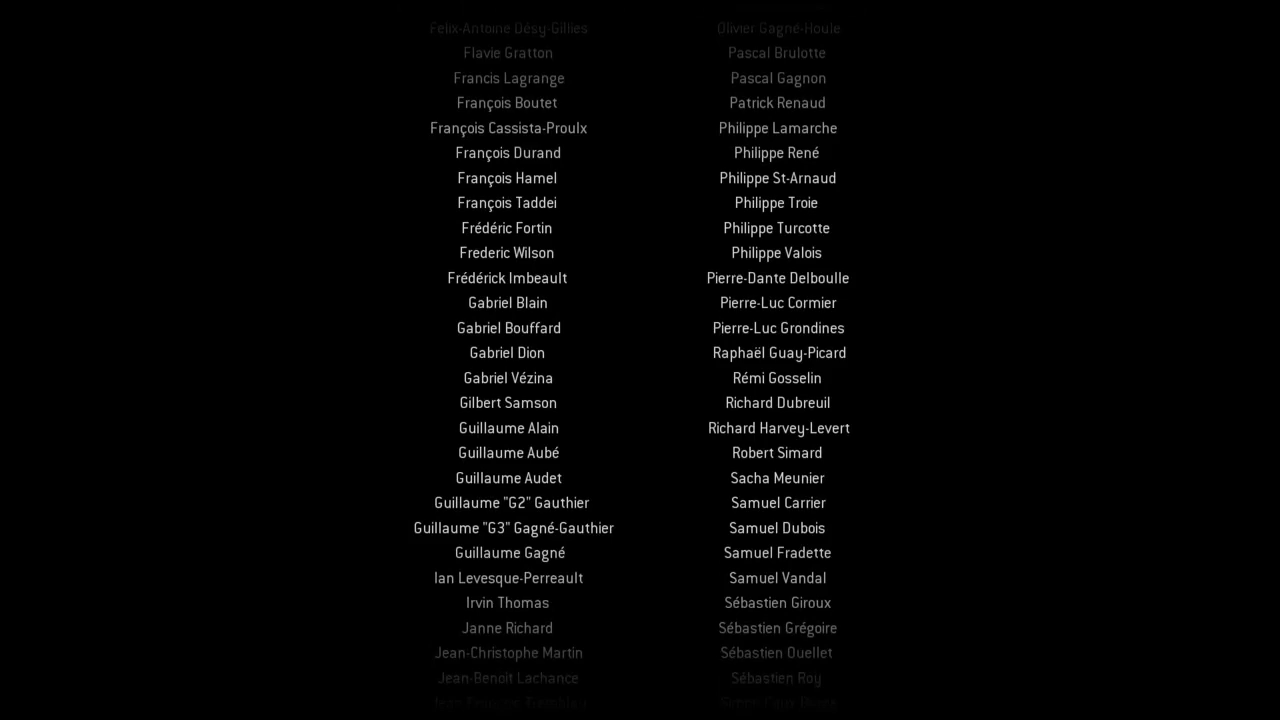 Felix-Antoine Désy-Gillies
Flavie Gratton
Francis Lagrange
François Boutet
François Cassista-Proulx
François Durand
François Hamel
François Taddei
Frédéric Fortin
Frederic Wilson
Frédérick Imbeault
Gabriel Blain
Gabriel Bouffard
Gabriel Dion
Gabriel Vézina
Gilbert Samson
Guillaume Alain
Guillaume Aubé
Guillaume Audet
Guillaume "G2" Gauthier
Guillaume "G3" Gagné-Gauthier
Guillaume Gagné
Ian Levesque-Perreault
Irvin Thomas
Janne Richard
Jean-Christophe Martin
Jean-Benoit Lachance
Olivier Gagné-Houle
Pascal Brulotte
Pascal Gagnon
Patrick Renaud
Philippe Lamarche
Philippe René
Philippe St-Arnaud
Philippe Troie
Philippe Turcotte
Philippe Valois
Pierre-Dante Delboulle
Pierre-Luc Cormier
Pierre-Luc Grondines
Raphaël Guay-Picard
Rémi Gosselin
Richard Dubreuil
Richard Harvey-Levert
Robert Simard
Sacha Meunier
Samuel Carrier
Samuel Dubois
Samuel Fradette
Samuel Vandal
Sébastien Giroux
Sébastien Grégoire
Sébastien Ouellet
Sébastien Roy